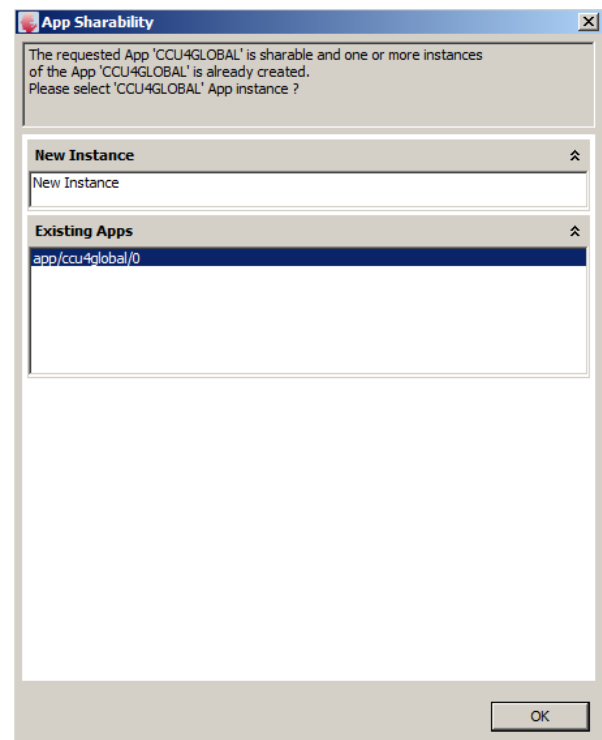 App Sharability
The requested App 'CCU4GLOBAL' is sharable and one or more instances
of the App 'CCU4GLOBAL' is already created.
Please select 'CCU4GLOBAL' App instance ?
New Instance
New Instance
Existing Apps
app/ccu4global/0
OK